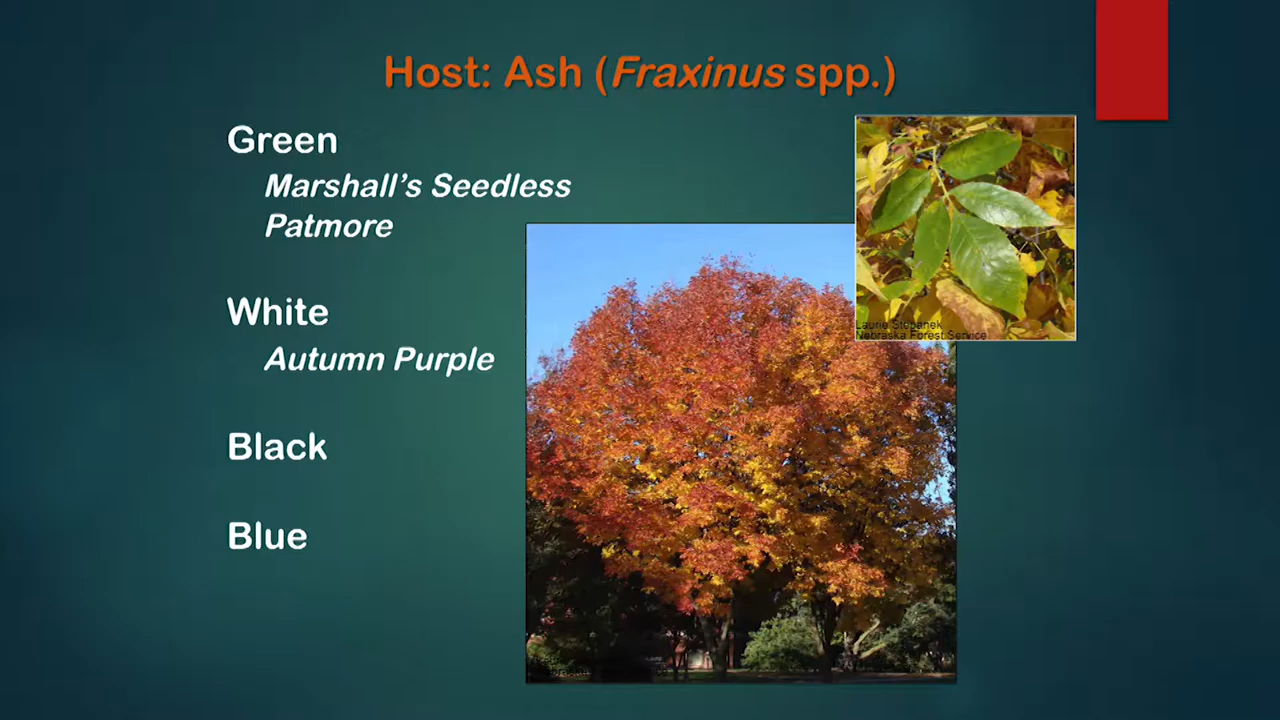 Host: Ash (Fraxinus spp.)
Green
Marshall's Seedless
Patmore
White
Autumn Purple
Black
Blue
Laurie Stepanek
Nebraska Forest Service